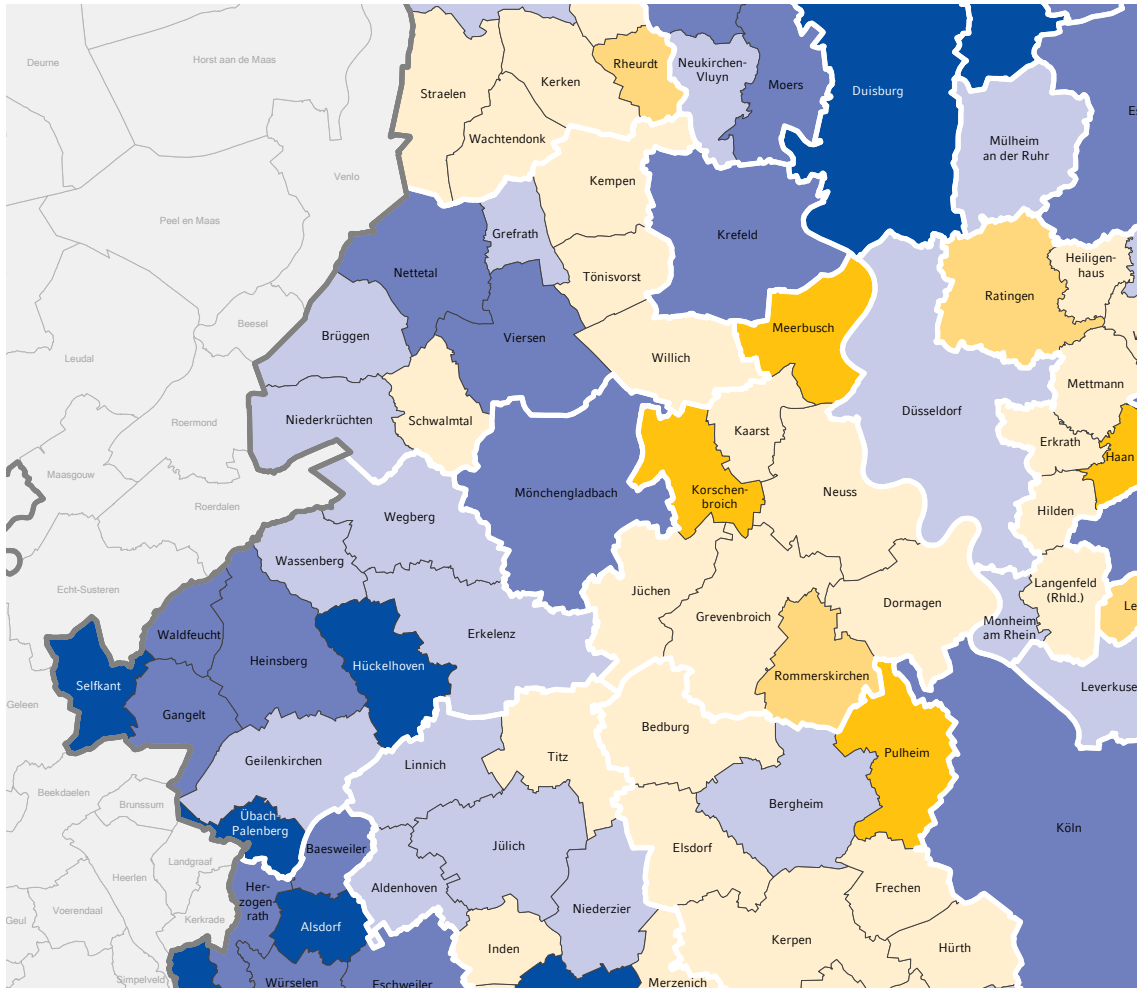 Deurne
Horst aan de Maas
Kerken
Rheurdt
Neukirchen-
Vluyn
Moers
Duisburg
Straelen
Es
Wachtendonk
Mülheim
an der Ruhr
Venlo
Kempen
Peel en Maas
Grefrath
Krefeld
Nettetal
Tönisvorst
Heiligen-
haus
Ratingen
Beesel
Brüggen
Viersen
Meerbusch
Leudal
Willich
Mettmann
Niederkrüchten
Schwalmtal
Roermond
Kaarst
Düsseldorf
Erkrath
Haan
Maasgouw
Mönchengladbach
Korschen-
broich
Neuss
Roerdalen
Wegberg
Hilden
Wassenberg
Echt-Susteren
Jüchen
Langenfeld
(Rhld.)
Dormagen
Le
Grevenbroich
Monheim
am Rhein
Waldfeucht
Erkelenz
Heinsberg
Hückelhoven
Rommerskirchen
Selfkant
Leverkuse
Geleen
Gangelt
Bedburg
Pulheim
Titz
Geilenkirchen
Linnich
Beekdaelen
Brunssum
Bergheim
Übach-
Palenberg
Köln
Baesweiler
Jülich
Elsdorf
Landgraaf
Heerlen
Aldenhoven
Frechen
Her-
zogen-
rath
Voerendaal
Geul
Kerkrade
Alsdorf
Niederzier
Kerpen
Inden
Hürth
Simpelveld
Würselen
Eschweiler
Merzenich